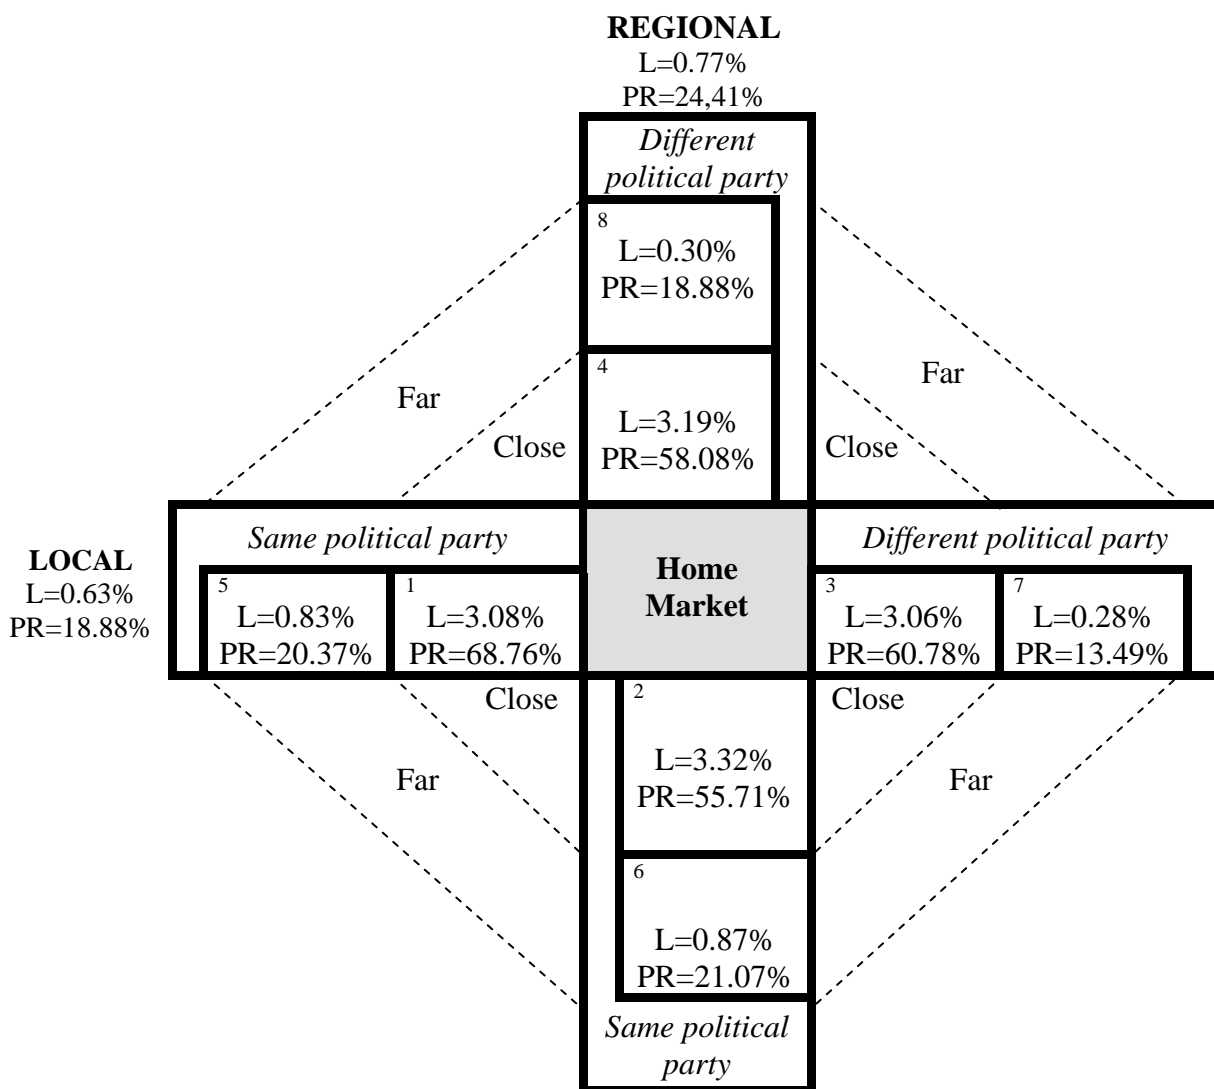 REGIONAL
L=0.77%
PR=24,41%
Different
political party
8
L=0.30%
PR=18.88%
Far
Far
4
L=3.19%
PR=58.08%
Close
Close
LOCAL
L=0.63%
PR=18.88%
Same political party
5
L=0.83%
PR=20.37%
1
L=3.08%
PR=68.76%
Home
Market
Different political party
3
L=3.06%
PR=60.78%
7
L=0.28%
PR=13.49%
Close
Close
2
L=3.32%
PR=55.71%
Far
Far
6
L=0.87%
PR=21.07%
Same political
party